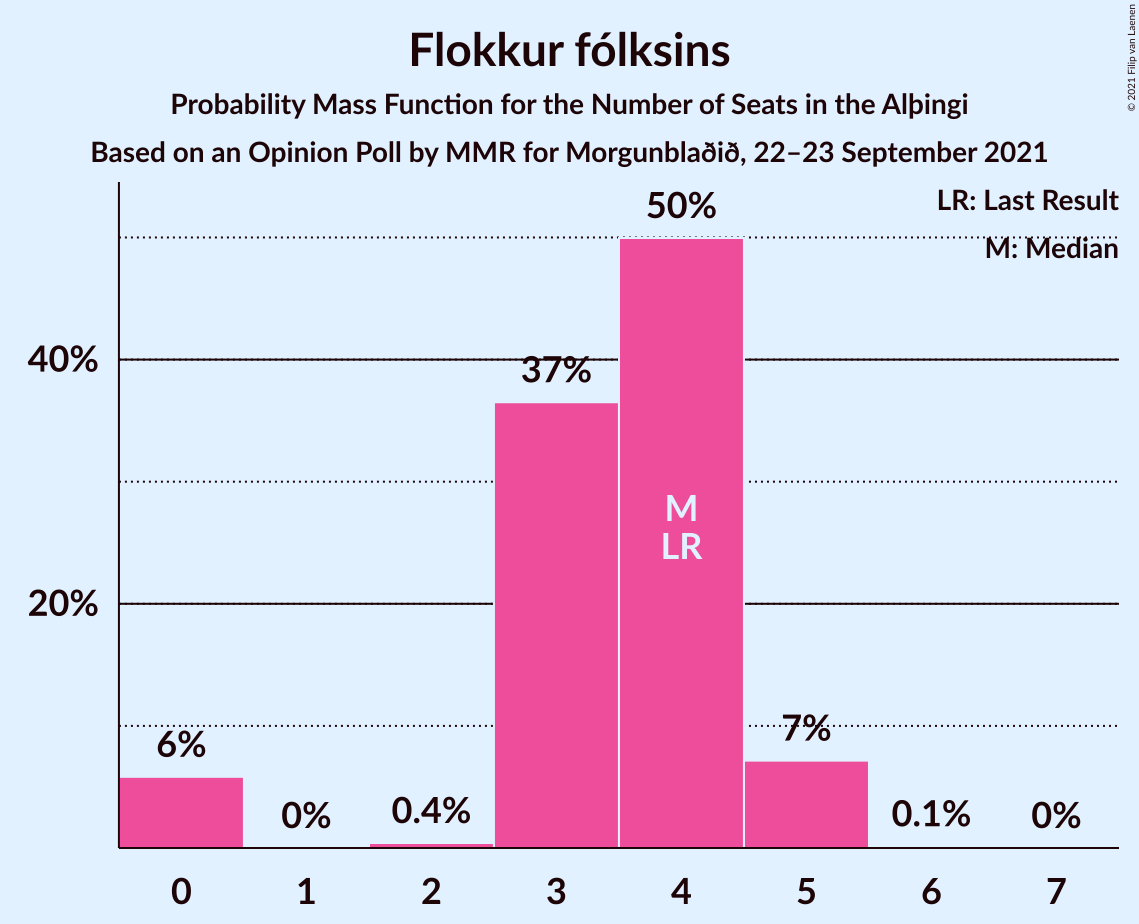 Flokkur fólksins
Probability Mass Function for the Number of Seats in the Alþingi
Based on an Opinion Poll by MMR for Morgunblaðið, 22–23 September 2021
© 2021 Filip van Laenen
LR: Last Result
M: Median
50%
40%
37%
M
LR
20%
7%
6%
0%
0.4%
0.1%
0%
0 1 2 3 4 5 6 7